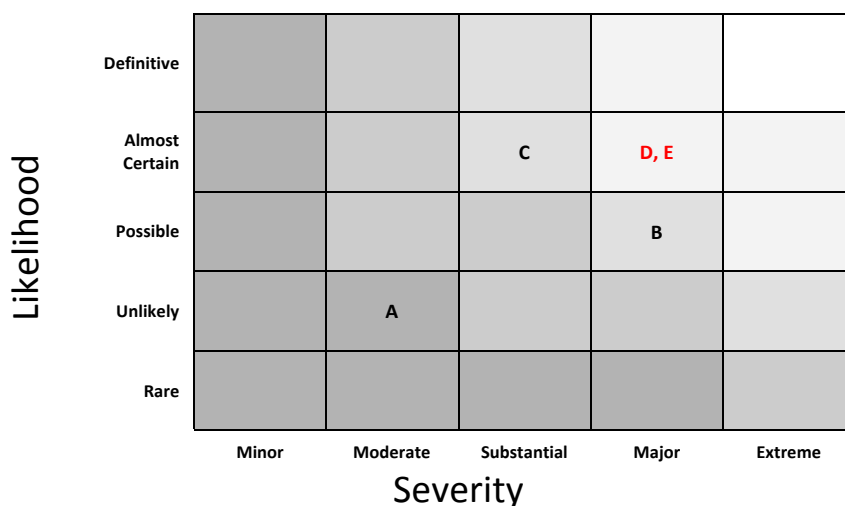 Definitive
Almost
Certain
C
D, E
Possible
B
Unlikely
A
Rare
Likelihood
Minor
Moderate
Substantial
Major
Extreme
Severity